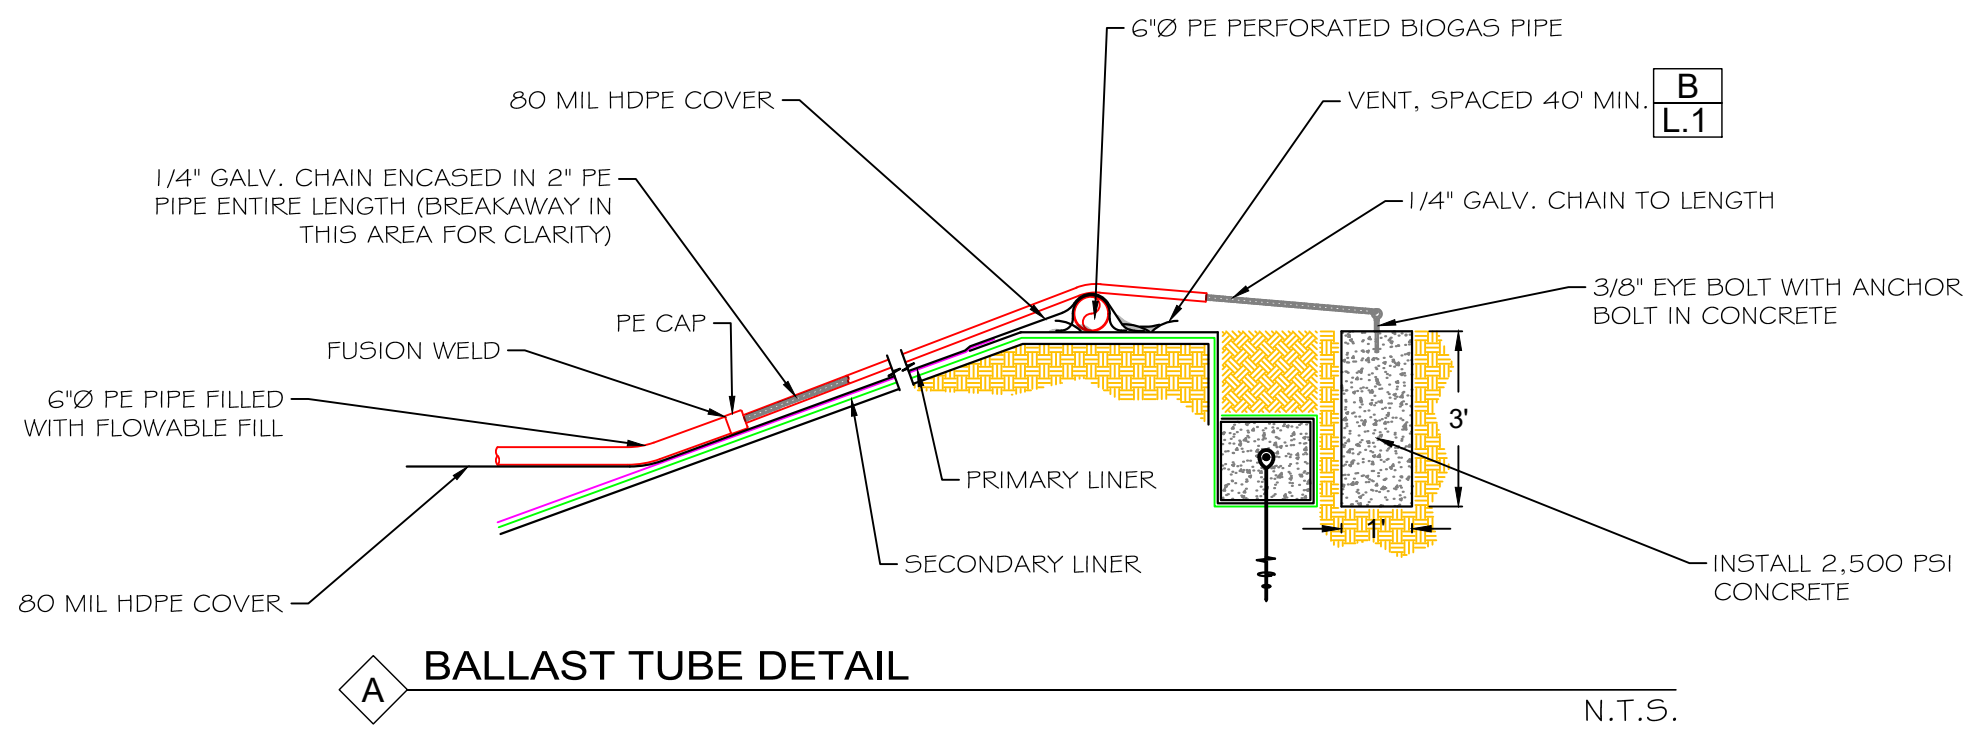 6"Ø PE PERFORATED BIOGAS PIPE
80 MIL HDPE COVER
VENT, SPACED 40' MIN.
B
L.1
1/4" GALV. CHAIN ENCASED IN 2" PE
PIPE ENTIRE LENGTH (BREAKAWAY IN
THIS AREA FOR CLARITY)
1/4" GALV. CHAIN TO LENGTH
3/8" EYE BOLT WITH ANCHOR
BOLT IN CONCRETE
PE CAP
FUSION WELD
6"Ø PE PIPE FILLED
WITH FLOWABLE FILL
3'
PRIMARY LINER
1'
SECONDARY LINER
INSTALL 2,500 PSI
CONCRETE
80 MIL HDPE COVER
A
BALLAST TUBE DETAIL
N.T.S.